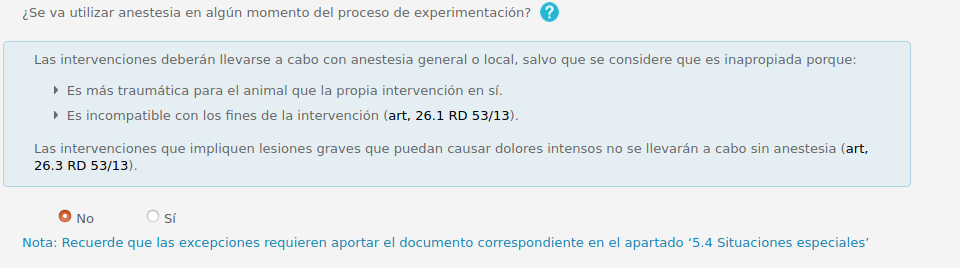 ¿Se va utilizar anestesia en algún momento del proceso de experimentación? ?
Las intervenciones deberán llevarse a cabo con anestesia general o local, salvo que se considere que es inapropiada porque:
Es más traumática para el animal que la propia intervención en sí.
Es incompatible con los fines de la intervención (art, 26.1 RD 53/13).
Las intervenciones que impliquen lesiones graves que puedan causar dolores intensos no se llevarán a cabo sin anestesia (art,
26.3 RD 53/13).
No Sí
Nota: Recuerde que las excepciones requieren aportar el documento correspondiente en el apartado ‘5.4 Situaciones especiales’